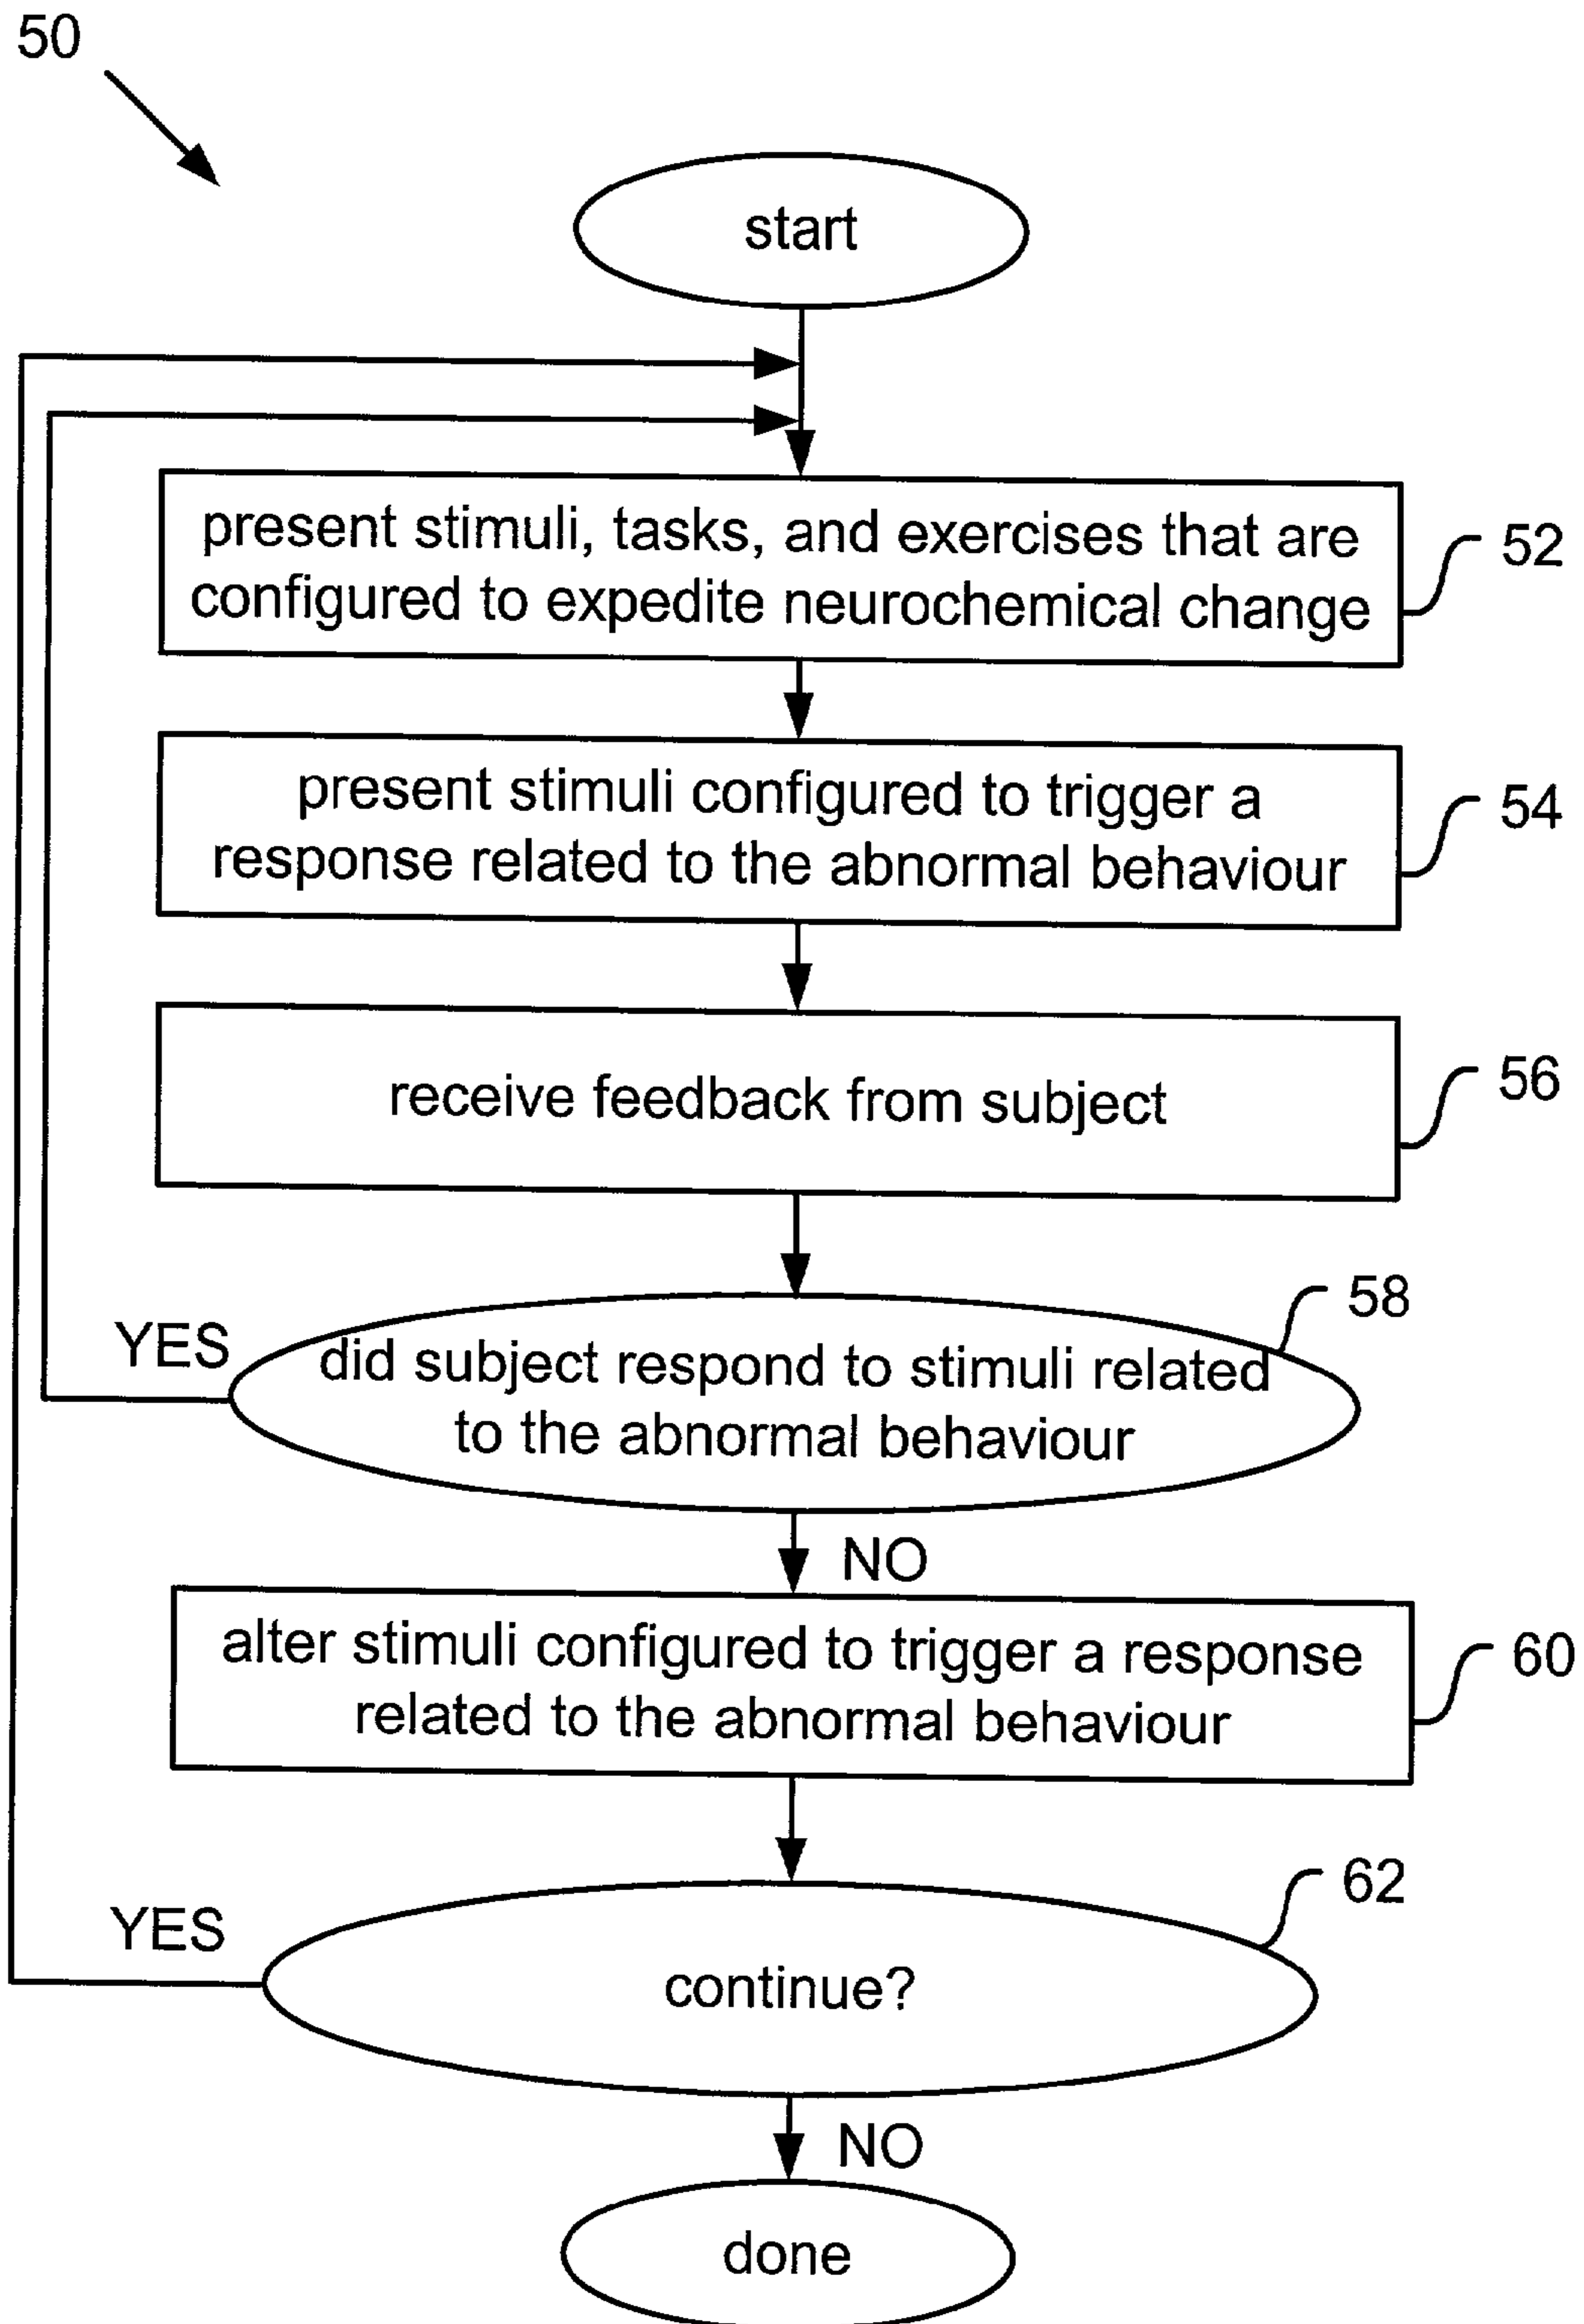 50
start
present stimuli, tasks, and exercises that are
configured to expedite neurochemical change
52
present stimuli configured to trigger a
response related to the abnormal behaviour
54
receive feedback from subject
56
58
YES
did subject respond to stimuli related
to the abnormal behaviour
NO
alter stimuli configured to trigger a response
related to the abnormal behaviour
60
62
YES
continue?
NO
done